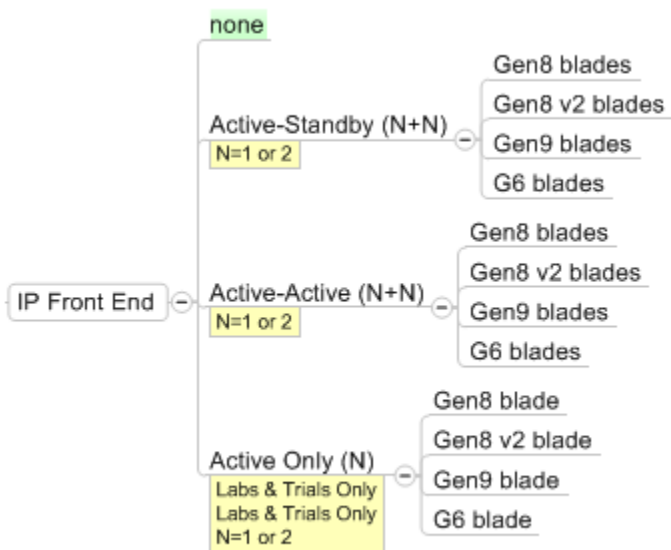 none
Gen8 blades
Gen8 v2 blades
Active-Standby (N+N)
N=1 or 2
Gen9 blades
G6 blades
Gen8 blades
Gen8 v2 blades
IP Front End
Active-Active (N+N)
N=1 or 2
Gen9 blades
G6 blades
Gen8 blade
Gen8 v2 blade
Active Only (N)
Labs & Trials Only
Labs & Trials Only
N=1 or 2
Gen9 blade
G6 blade